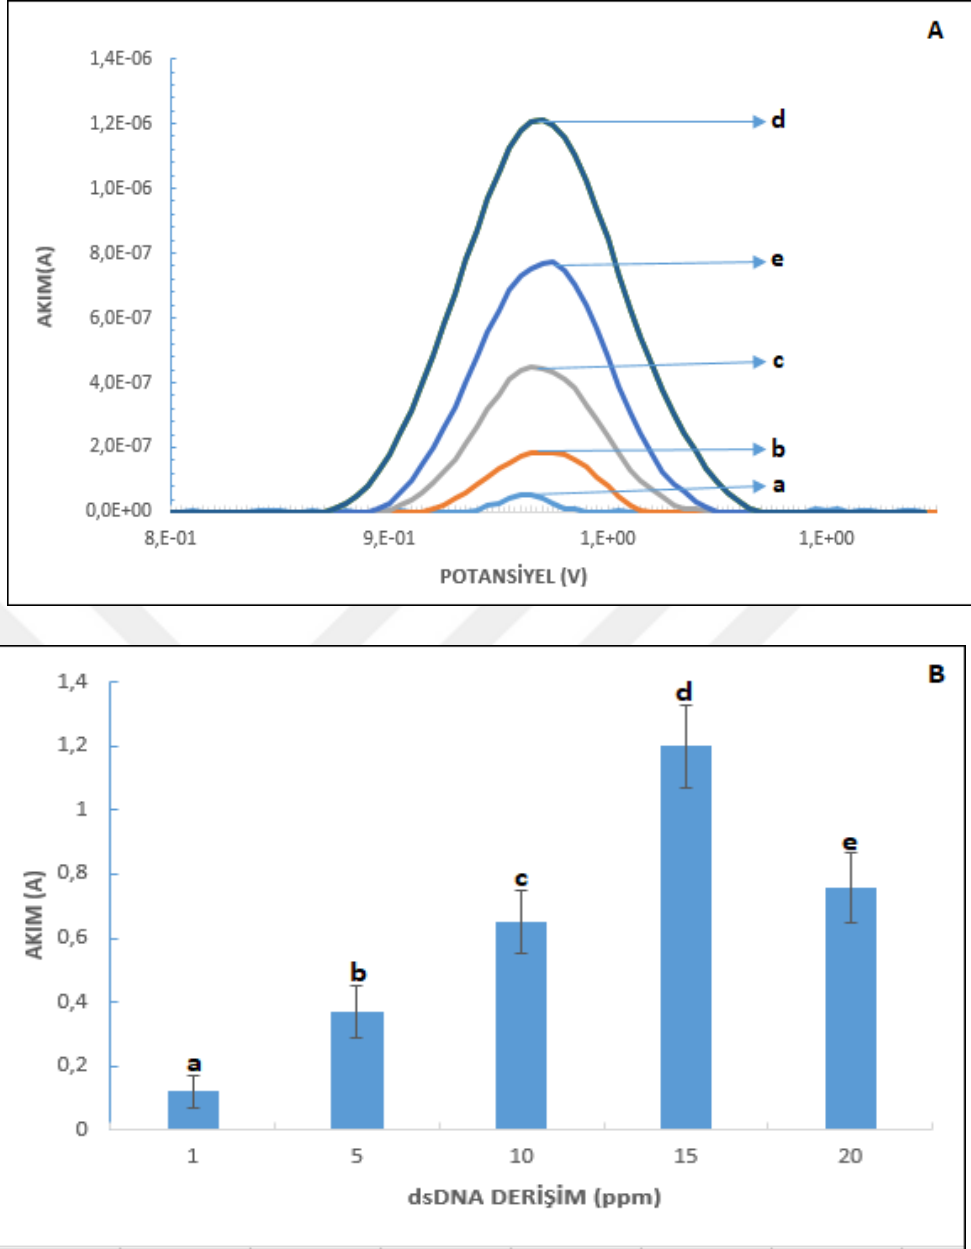 A
1,4E-06
1,2E-06
1,0E-06
8,0E-07
6,0E-07
4,0E-07
2,0E-07
0,0E+00
AKIM(A)
d
e
c
b
a
8,E-01 9,E-01 1,E+00 1,E+00
POTANSİYEL (V)
B
1,4
1,2
1
0,8
0,6
0,4
0,2
0
AKIM (A)
a
b
c
d
e
1 5 10 15 20
dsDNA DERİŞİM (ppm)